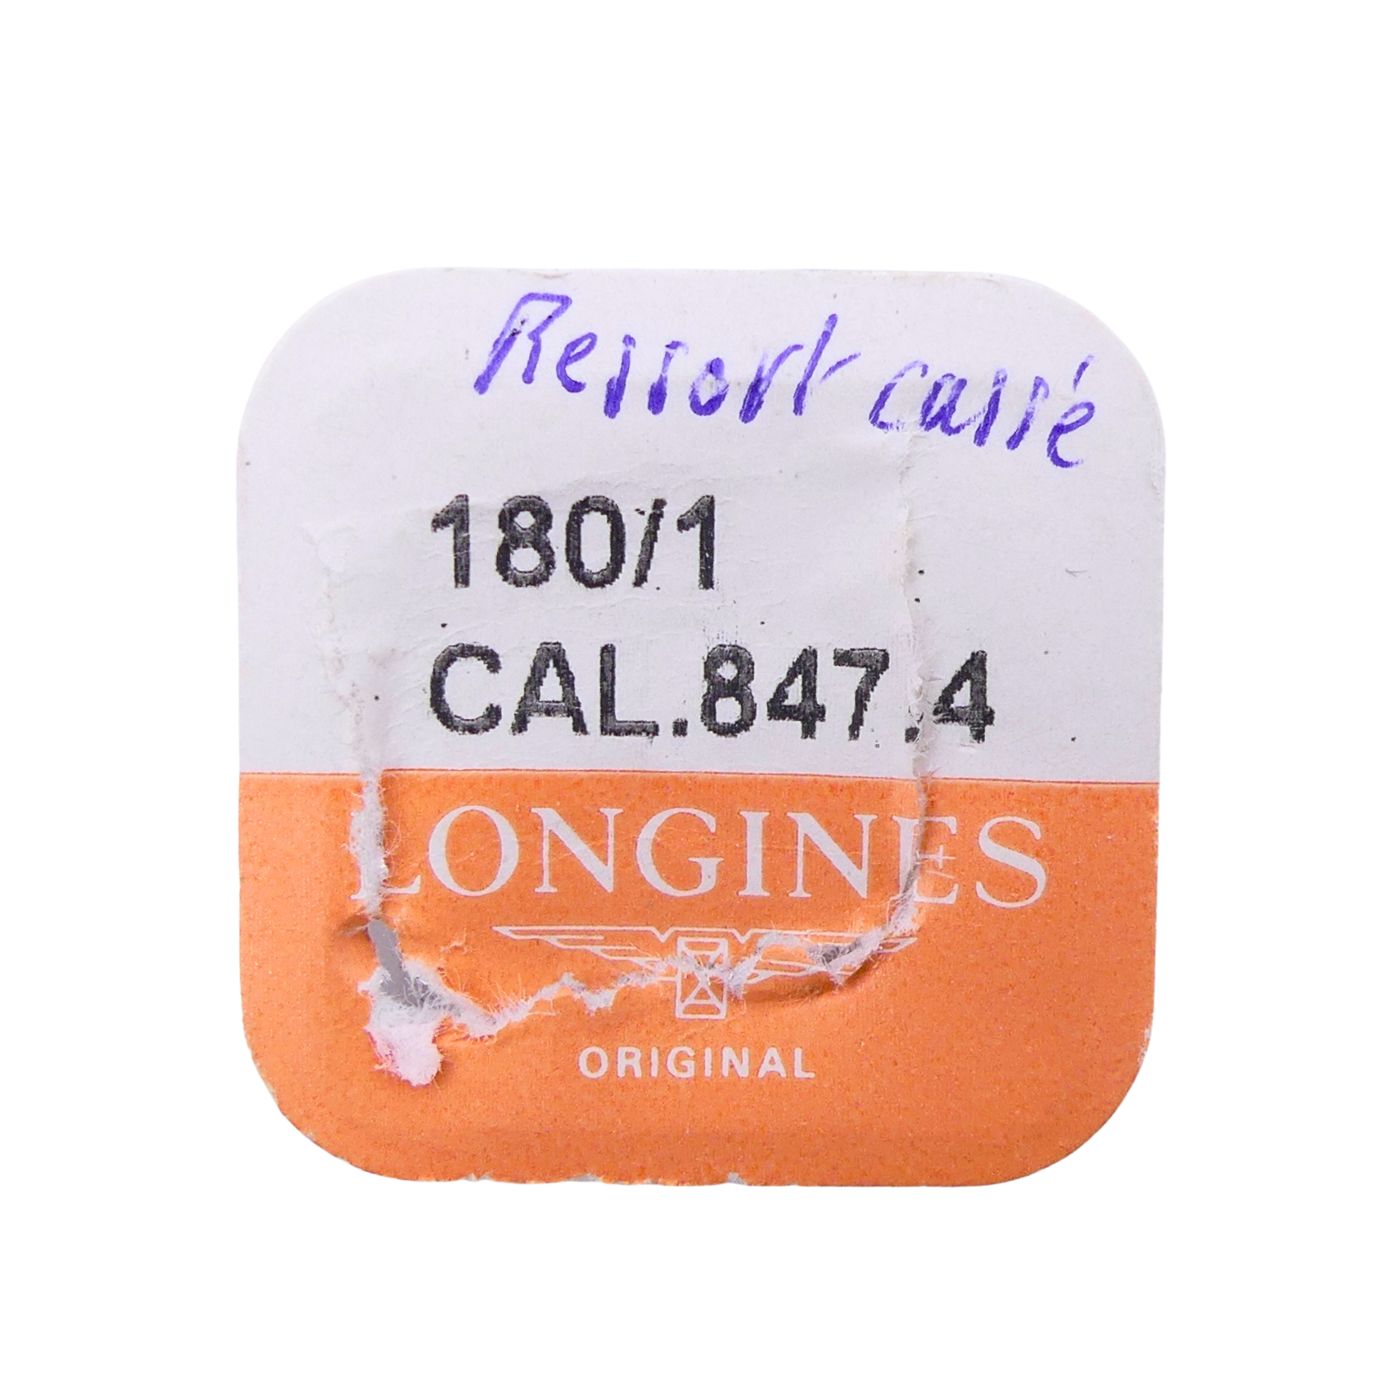 Ressort cassé
180/1
CAL.847.4
LONGINES
ORIGINAL